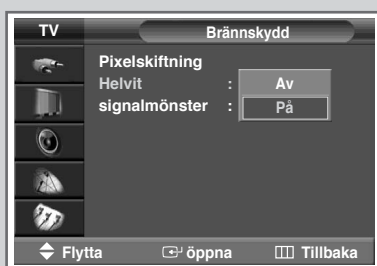 TV Brännskydd
Pixelskiftning
Helvit : Av
signalmönster : På
Flytta öppna Tillbaka